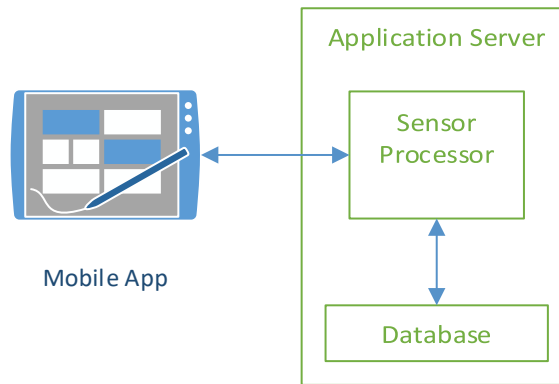 Application Server
Sensor
Processor
Mobile App
Database